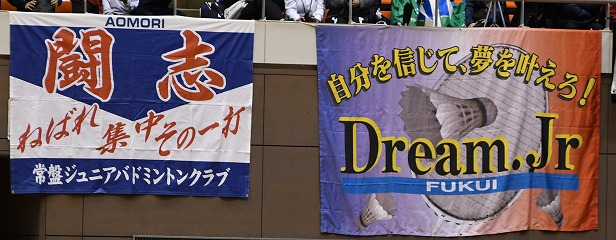 AOMORI
闘志
ねばれ 集中 その一打
常盤ジュニアバドミントンクラブ
自分を信じて、夢を叶えろ!
Dream.Jr
FUKUI